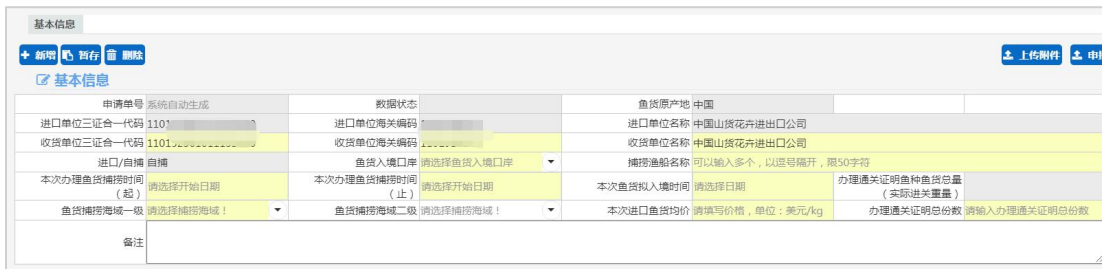 基本信息
新增 暂存 删除 上传附件
基本信息
申请单号 系统自动生成 数据状态 鱼货原产地 中国
进口单位三证合一代码 进口单位海关编码 进口单位名称 中国山货花卉进出口公司
收货单位三证合一代码 收货单位海关编码 收货单位名称 中国山货花卉进出口公司
进口/自捕 自捕 鱼货入境口岸 请选择鱼货入境口岸 捕捞渔船名称 可以输入多个，以逗号隔开，限50字符
本次办理鱼货捕捞时间（起） 请选择开始日期 本次办理鱼货捕捞时间（止） 请选择开始日期 本次鱼货拟入境时间 请选择日期 办理通关证明鱼种鱼货总量（实际进关重量）
鱼货捕捞海域一级 请选择捕捞海域！ 鱼货捕捞海域二级 请选择捕捞海域！ 本次进口鱼货均价 请填写价格，单位：美元/kg 办理通关证明总份数 请输入办理通关证明总份数
备注